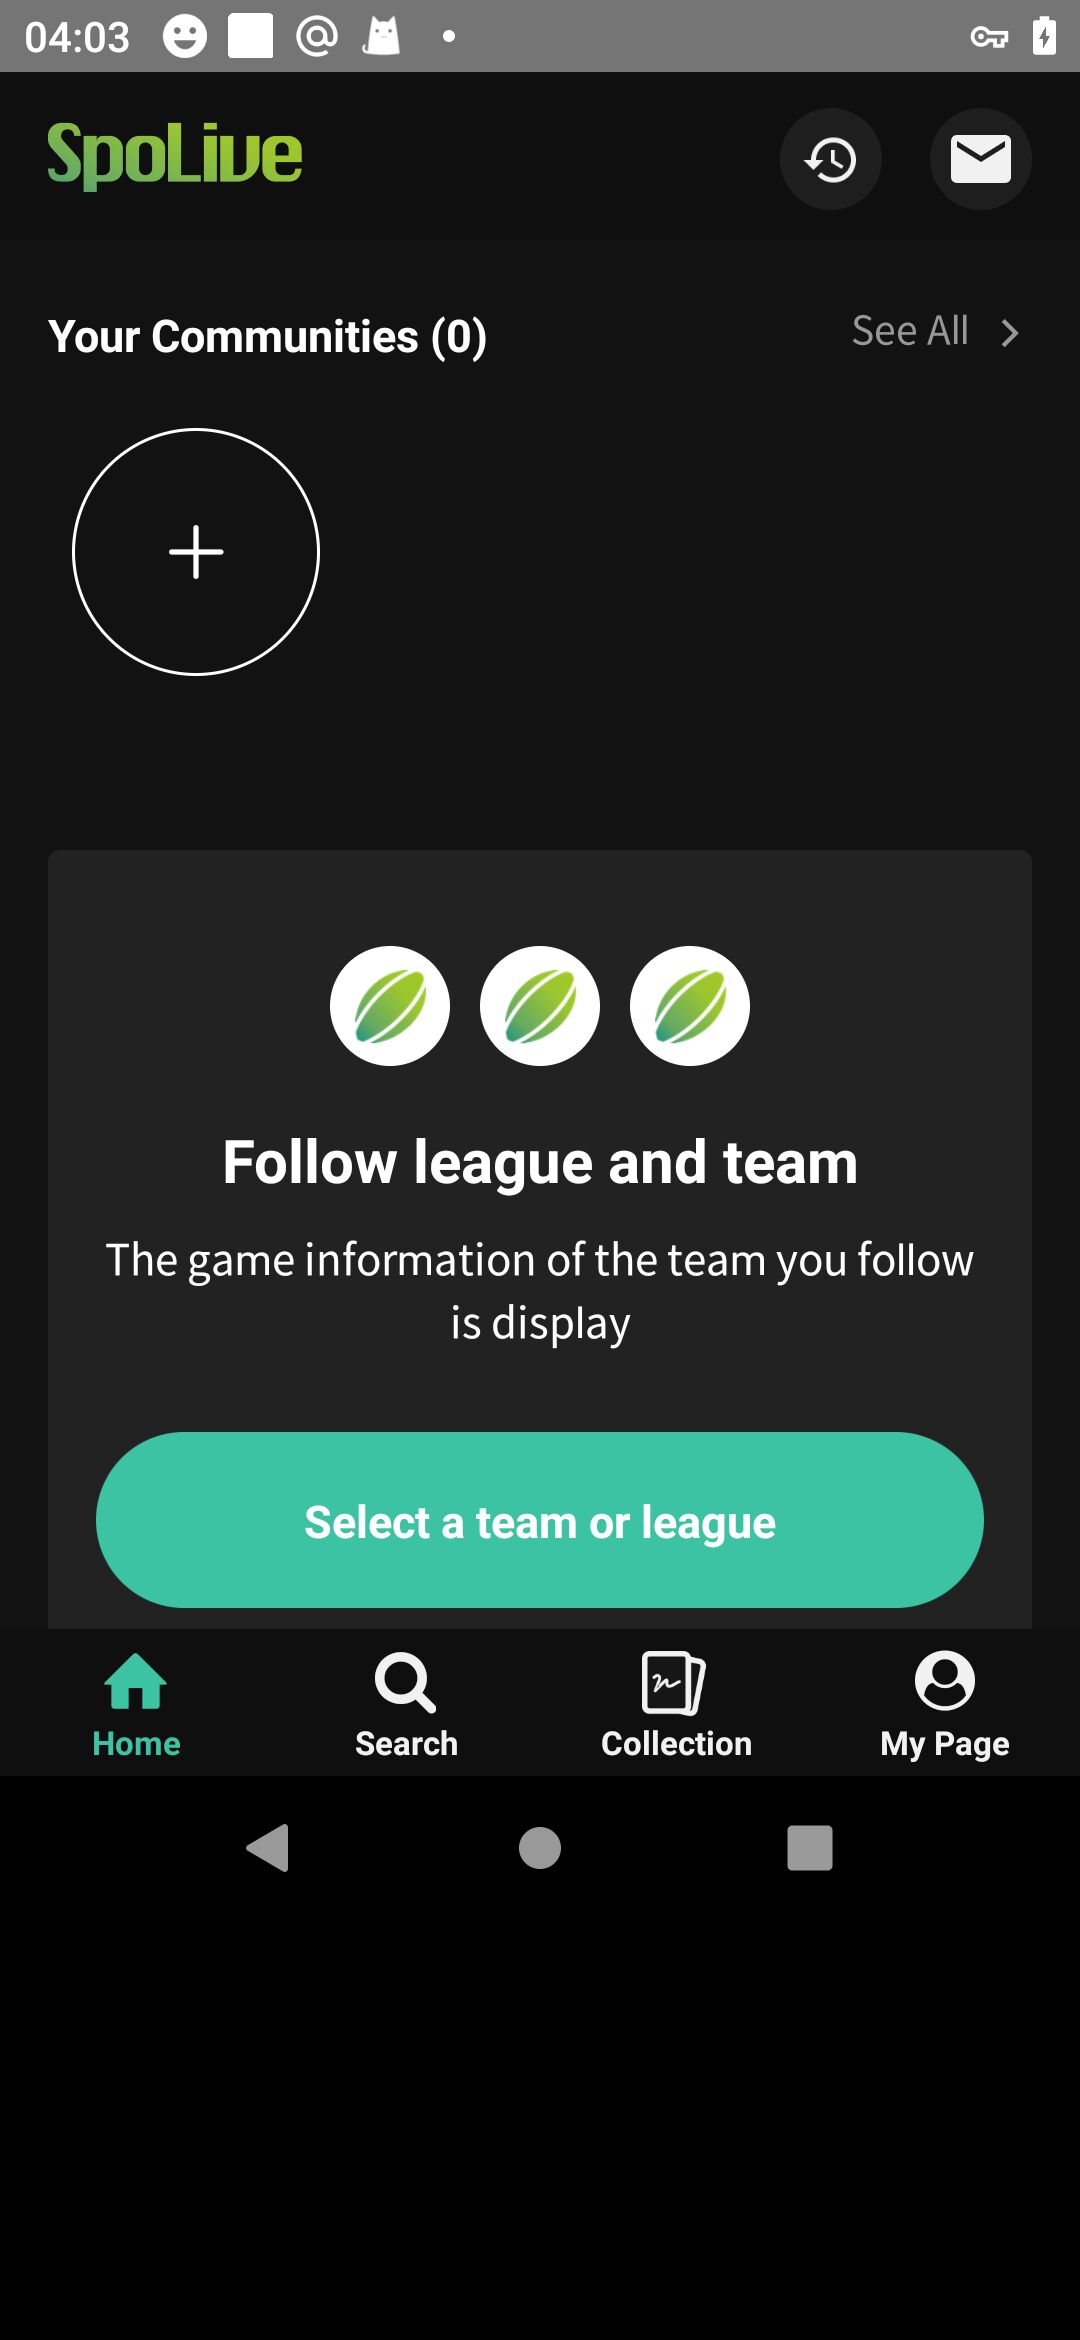 04:03
SpoLive
Your Communities (0)
See All
Follow league and team
The game information of the team you follow
is display
Select a team or league
Home
Search
Collection
My Page